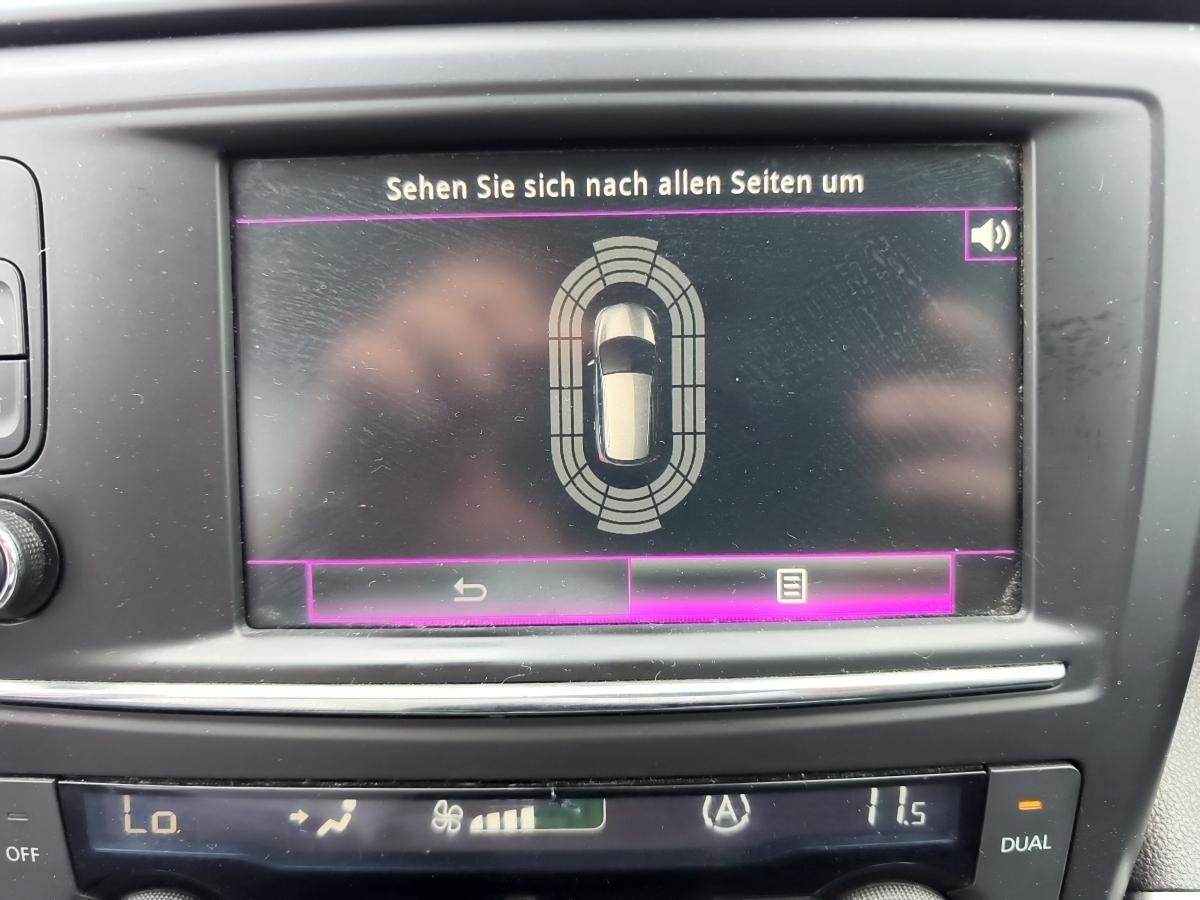 Sehen Sie sich nach allen Seiten um
Lo
11.5
OFF
DUAL